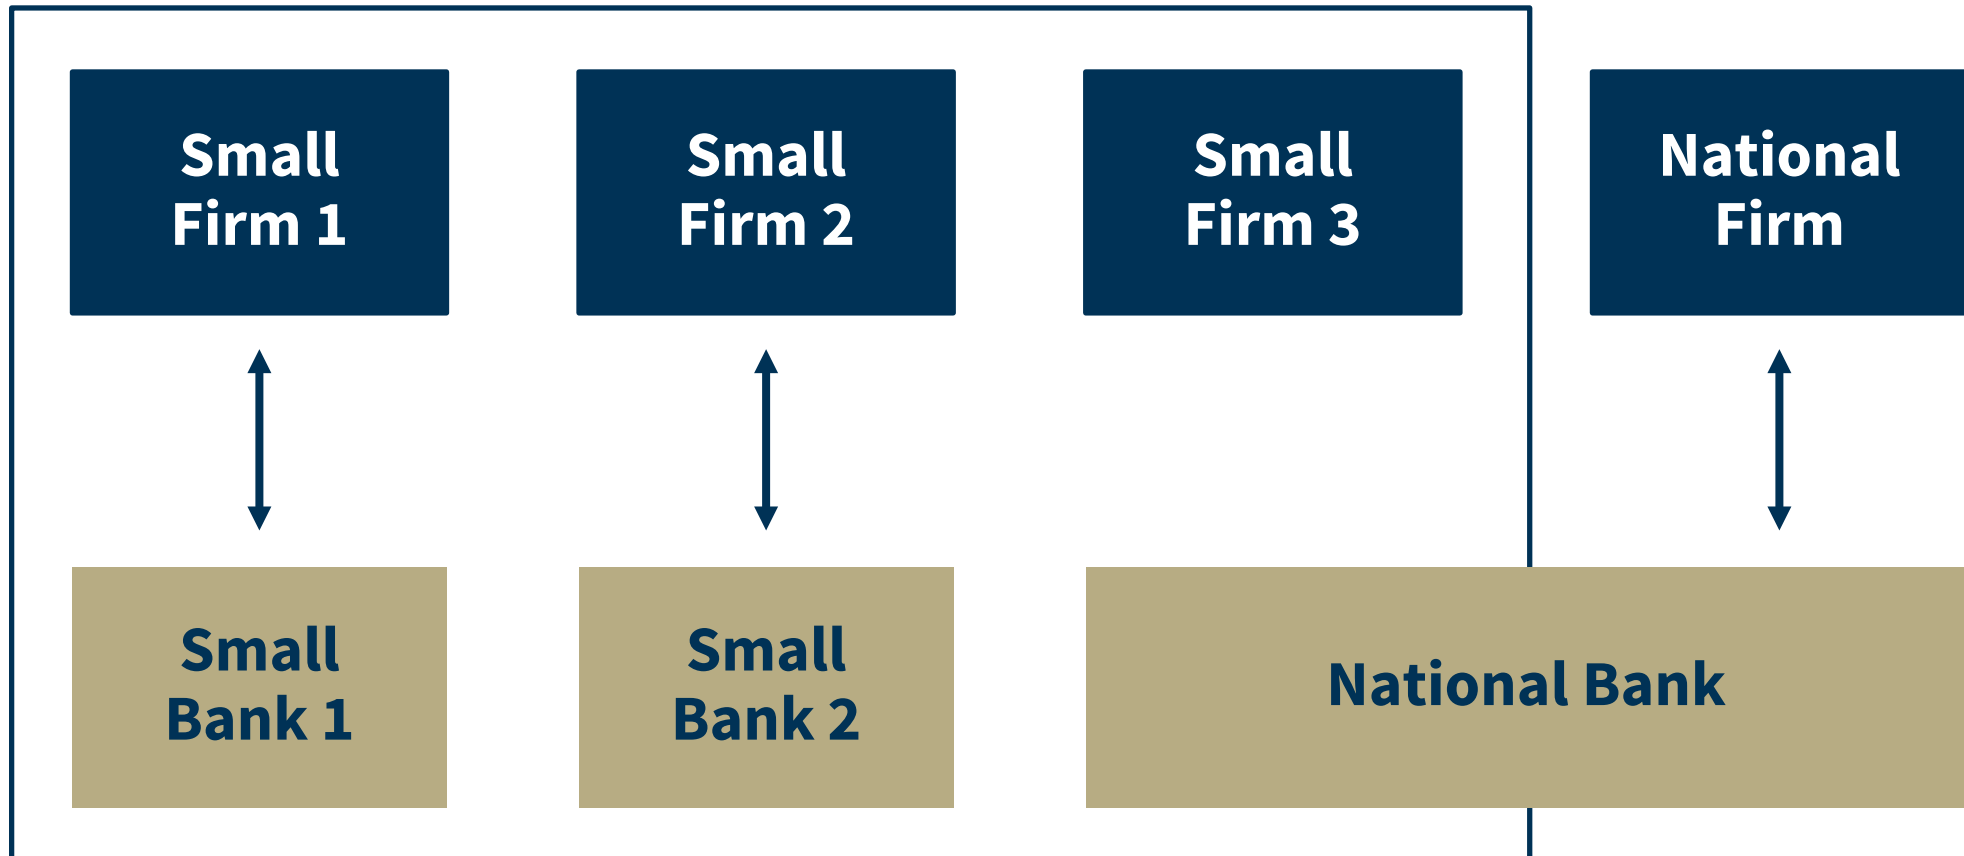 Small
Firm 1
Small
Firm 2
Small
Firm 3
National
Firm
Small
Bank 1
Small
Bank 2
National Bank